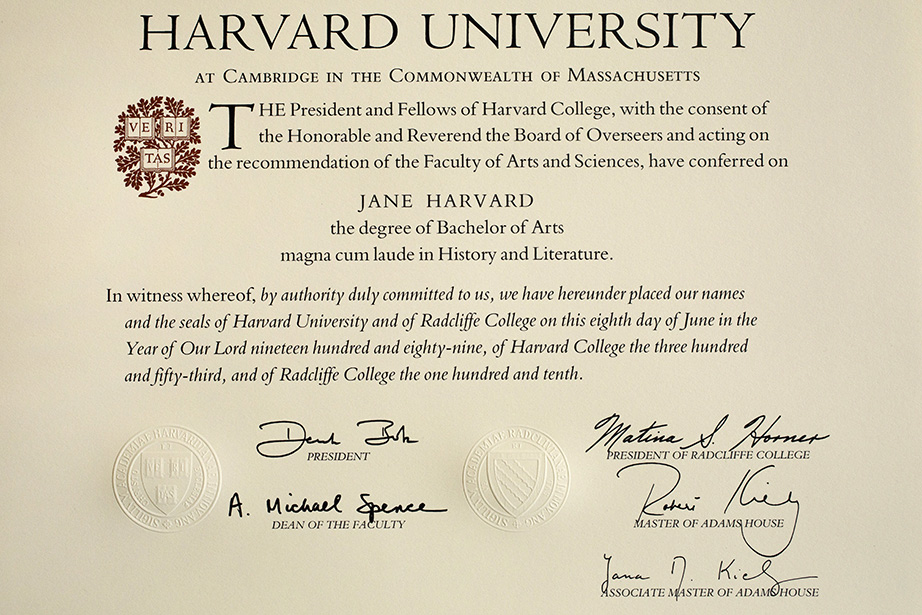 HARVARD UNIVERSITY
AT CAMBRIDGE IN THE COMMONWEALTH OF MASSACHUSETTS
VE RI
TAS
THE President and Fellows of Harvard College, with the consent of
the Honorable and Reverend the Board of Overseers and acting on
the recommendation of the Faculty of Arts and Sciences, have conferred on
JANE HARVARD
the degree of Bachelor of Arts
magna cum laude in History and Literature.
In witness whereof, by authority duly committed to us, we have hereunder placed our names
and the seals of Harvard University and of Radcliffe College on this eighth day of June in the
Year of Our Lord nineteen hundred and eighty-nine, of Harvard College the three hundred
and fifty-third, and of Radcliffe College the one hundred and tenth.
Derek Bok
PRESIDENT
A. Michael Spence
DEAN OF THE FACULTY
Matina S. Horner
PRESIDENT OF RADCLIFFE COLLEGE
Robert Kiely
MASTER OF ADAMS HOUSE
Jana M. Kiely
ASSOCIATE MASTER OF ADAMS HOUSE